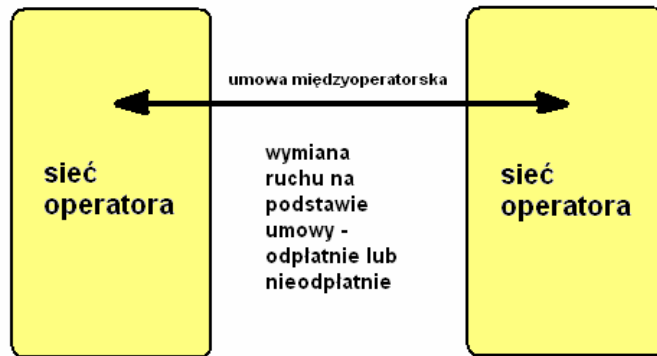 umowa międzyoperatorska
sieć
operatora
wymiana
ruchu na
podstawie
umowy -
odpłatnie lub
nieodpłatnie
sieć
operatora